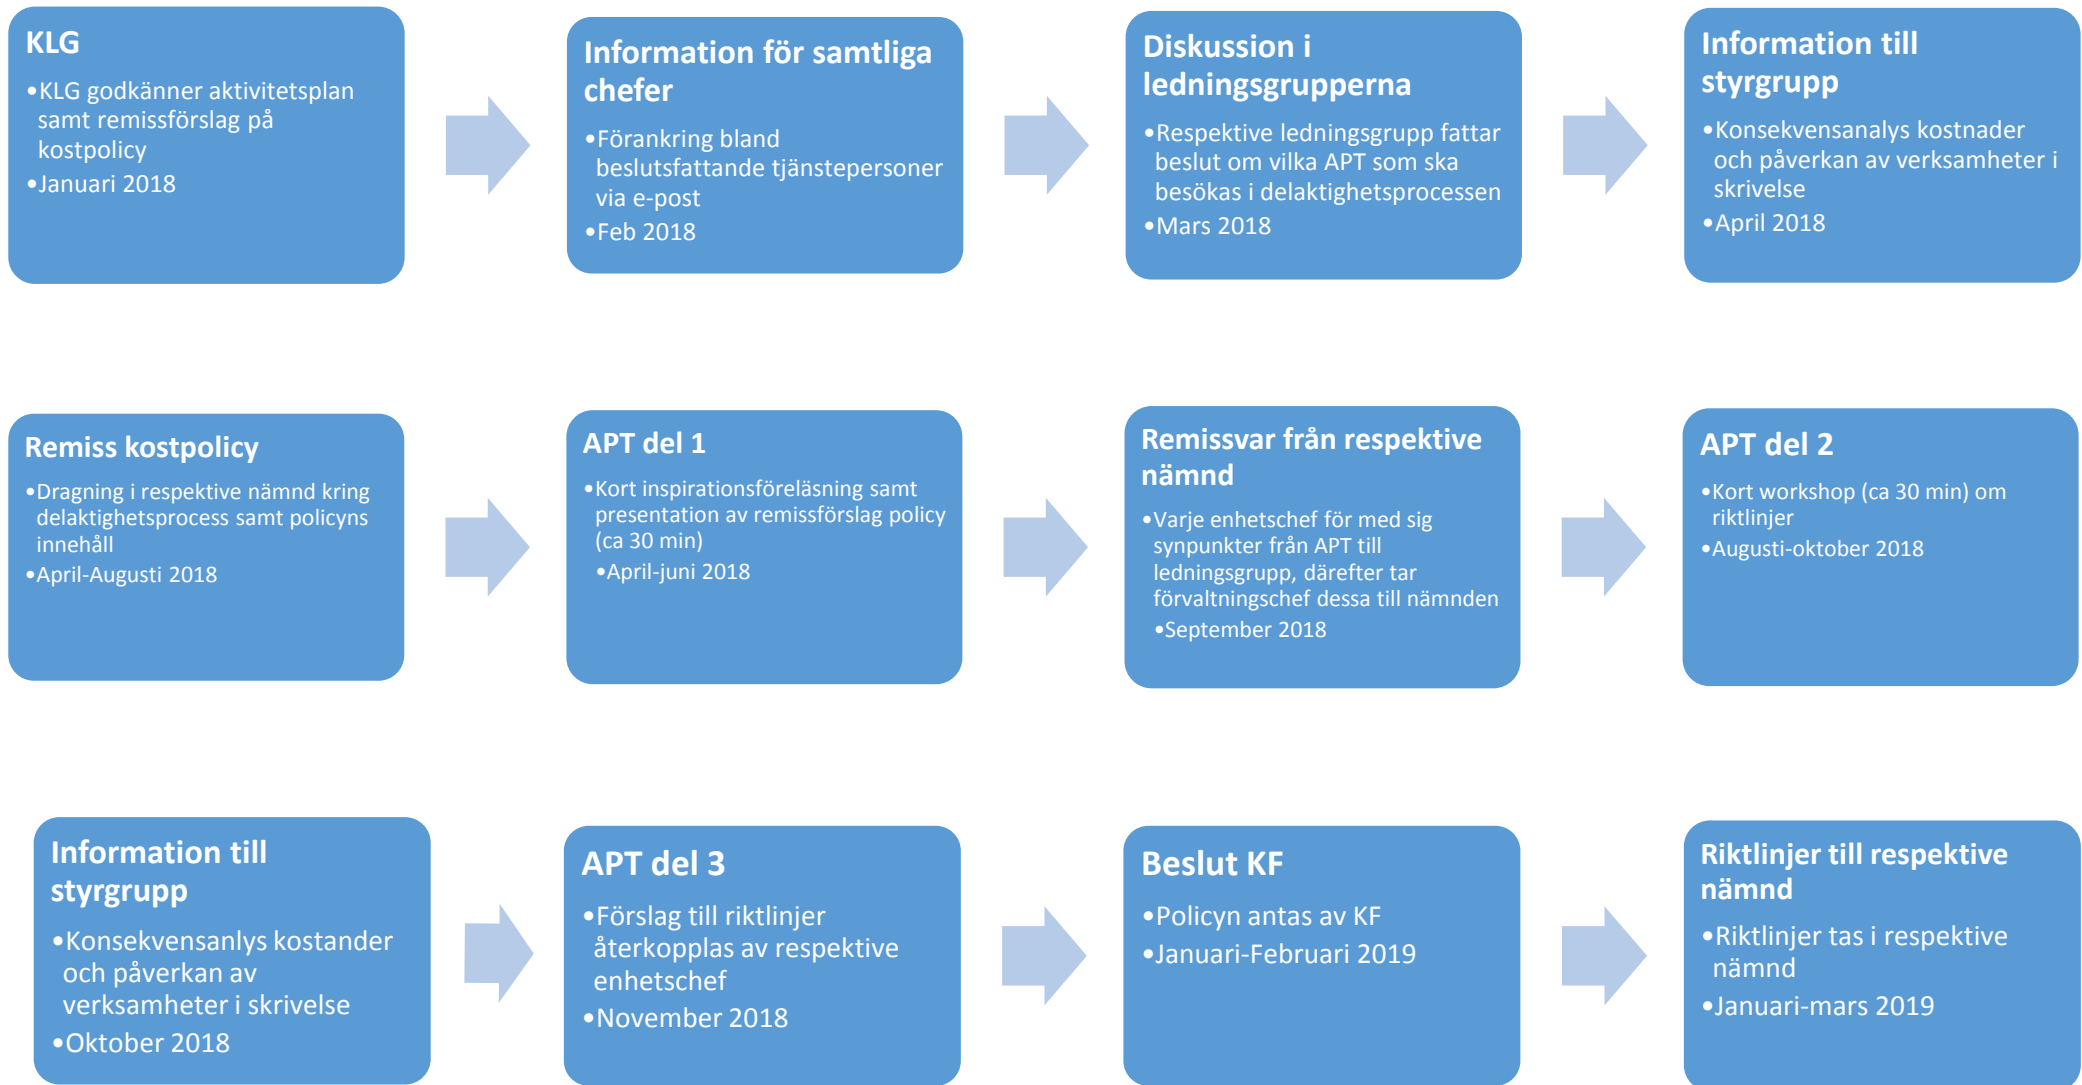 KLG
•KLG godkänner aktivitetsplan
samt remissförslag på
kostpolicy
•Januari 2018
Information för samtliga
chefer
•Förankring bland
beslutsfattande tjänstepersoner
via e-post
•Feb 2018
Diskussion i
ledningsgrupperna
•Respektive ledningsgrupp fattar
beslut om vilka APT som ska
besökas i delaktighetsprocessen
•Mars 2018
Information till
styrgrupp
•Konsekvensanalys kostnader
och påverkan av verksamheter i
skrivelse
•April 2018
Remiss kostpolicy
•Dragning i respektive nämnd kring
delaktighetsprocess samt policyns
innehåll
•April-Augusti 2018
APT del 1
•Kort inspirationsföreläsning samt
presentation av remissförslag policy
(ca 30 min)
•April-juni 2018
Remissvar från respektive
nämnd
•Varje enhetschef för med sig
synpunkter från APT till
ledningsgrupp, därefter tar
förvaltningschef dessa till nämnden
•September 2018
APT del 2
•Kort workshop (ca 30 min) om
riktlinjer
•Augusti-oktober 2018
Information till
styrgrupp
•Konsekvensanlys kostander
och påverkan av
verksamheter i skrivelse
•Oktober 2018
APT del 3
•Förslag till riktlinjer
återkopplas av respektive
enhetschef
•November 2018
Beslut KF
•Policyn antas av KF
•Januari-Februari 2019
Riktlinjer till respektive
nämnd
•Riktlinjer tas i respektive
nämnd
•Januari-mars 2019